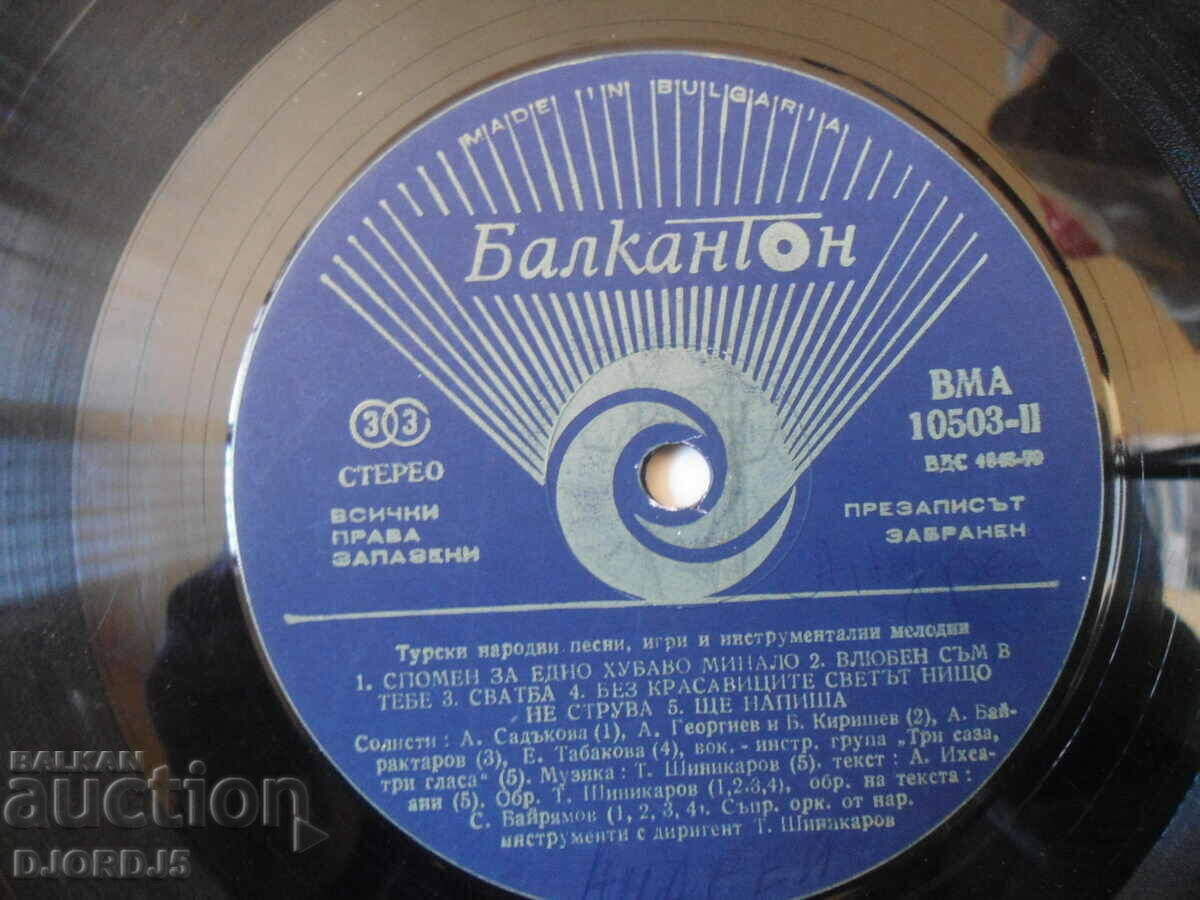 MADE IN BULGARIA
БалканТон
33
СТЕРЕО
ВСИЧКИ
ПРАВА
ЗАПАЗЕНИ
ВМА
10503-II
ВДС
ПРЕЗАПИСЪТ
ЗАБРАНЕН
Турски народни песни, игри и инструментални мелодии
1. СПОМЕН ЗА ЕДНО ХУБАВО МИНАЛО 2. ВЛЮБЕН СЪМ В
ТЕБЕ 3. СВАТБА 4. БЕЗ КРАСАВИЦИТЕ СВЕТЪТ НИЩО
НЕ СТРУВА 5. ЩЕ НАПИША
Солисти: А. Садъкова (1), А. Георгиев и Б. Киришев (2), А. Бай-
рактаров (3), Е. Табакова (4), вок. - инстр. група „Три саза,
три гласа" (5). Музика: Т. Шиникаров (5). текст: А. Ихса-
ани (5). Обр. Т. Шиникаров (1,2,3,4), обр. на текста:
С. Байрямов (1, 2, 3, 4). Съпр. орк. от нар.
инструменти с диригент Т. Шиникаров
BALKAN
auction
DJORDJ5